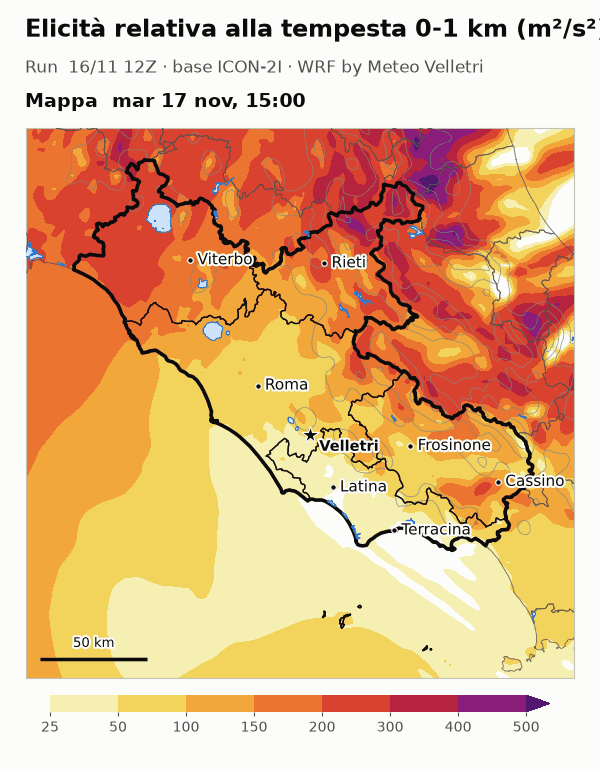 Elicità relativa alla tempesta 0-1 km (m²/s²)
Run  16/11 12Z · base ICON-2I · WRF by Meteo Velletri
Mappa  mar 17 nov, 15:00
Viterbo
Rieti
Roma
Velletri
Frosinone
Latina
Cassino
Terracina
50 km
25 50 100 150 200 300 400 500